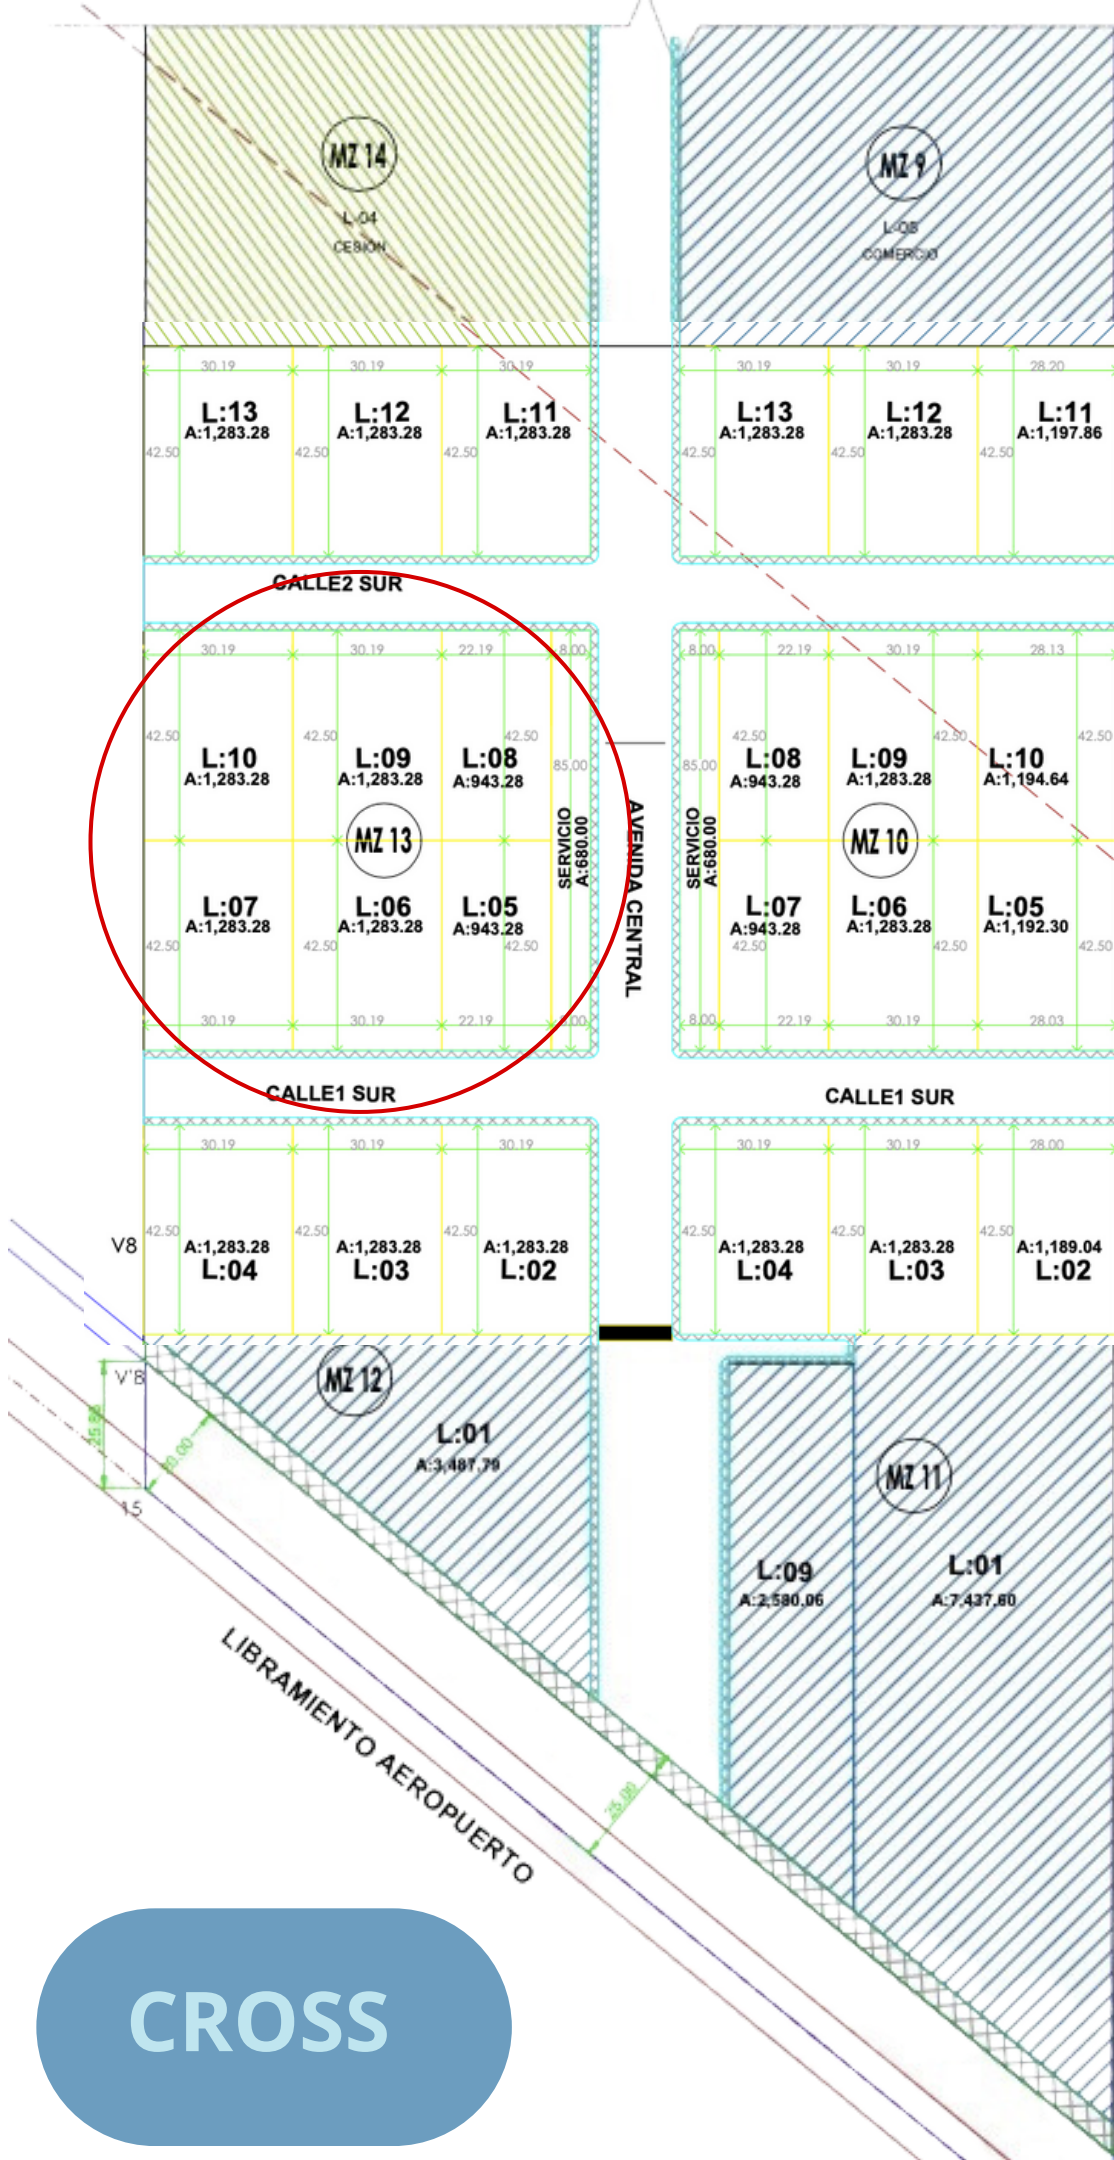 MZ 14
L-04
CESIÓN
MZ 9
COMERCIO
30.19 30.19 30.19 30.19 30.19 28.20
L:13 L:12 L:11 L:13 L:12 L:11
A:1,283.28 A:1,283.28 A:1,283.28 A:1,283.28 A:1,283.28 A:1,197.86
42.50 42.50 42.50 42.50 42.50 42.50
CALLE2 SUR
30.19 30.19 22.19 8.00 8.00 22.19 30.19 28.13
42.50 42.50 42.50 42.50 42.50 42.50
L:10 L:09 L:08 L:08 L:09 L:10
A:1,283.28 A:1,283.28 A:943.28 A:943.28 A:1,283.28 A:1,194.64
85.00 85.00
MZ 13
SERVICIO
A:680.00
AVENIDA CENTRAL
SERVICIO
A:680.00
MZ 10
L:07 L:06 L:05 L:07 L:06 L:05
A:1,283.28 A:1,283.28 A:943.28 A:943.28 A:1,283.28 A:1,192.30
42.50 42.50 42.50 42.50 42.50 42.50
30.19 30.19 22.19 8.00 8.00 22.19 30.19 28.03
CALLE1 SUR CALLE1 SUR
30.19 30.19 30.19 30.19 30.19 28.00
42.50 42.50 42.50 42.50 42.50 42.50
V8
A:1,283.28 A:1,283.28 A:1,283.28 A:1,283.28 A:1,283.28 A:1,189.04
L:04 L:03 L:02 L:04 L:03 L:02
V'8
MZ 12
L:01
A:3,487.79
15
MZ 11
L:09
A:2,580.06
L:01
A:7,437.60
LIBRAMIENTO AEROPUERTO
25.00
CROSS